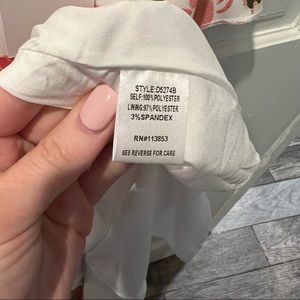 STYLE:D5274B
SELF:100%POLYESTER
LINING:97%POLYESTER
3%SPANDEX
RN#113853
SEE REVERSE FOR CARE